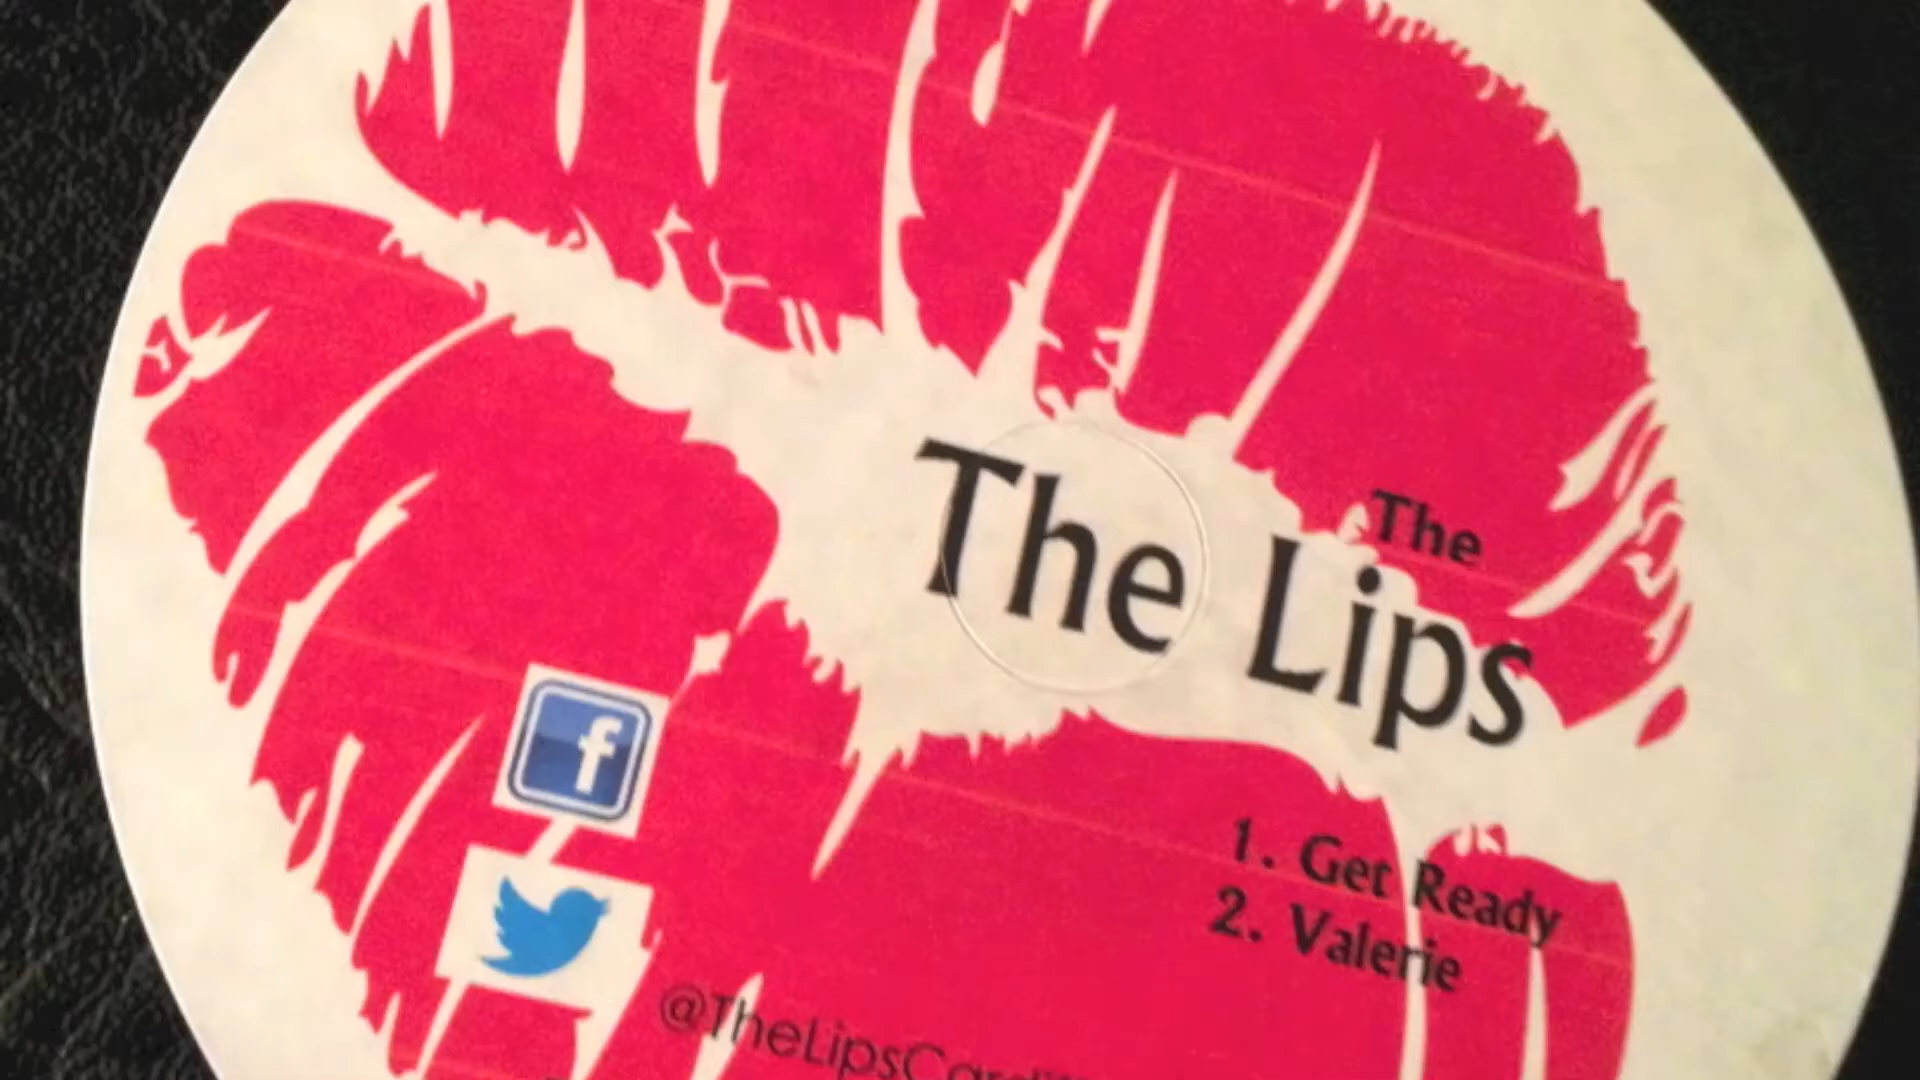 The
The Lips
1. Get Ready
2. Valerie
f